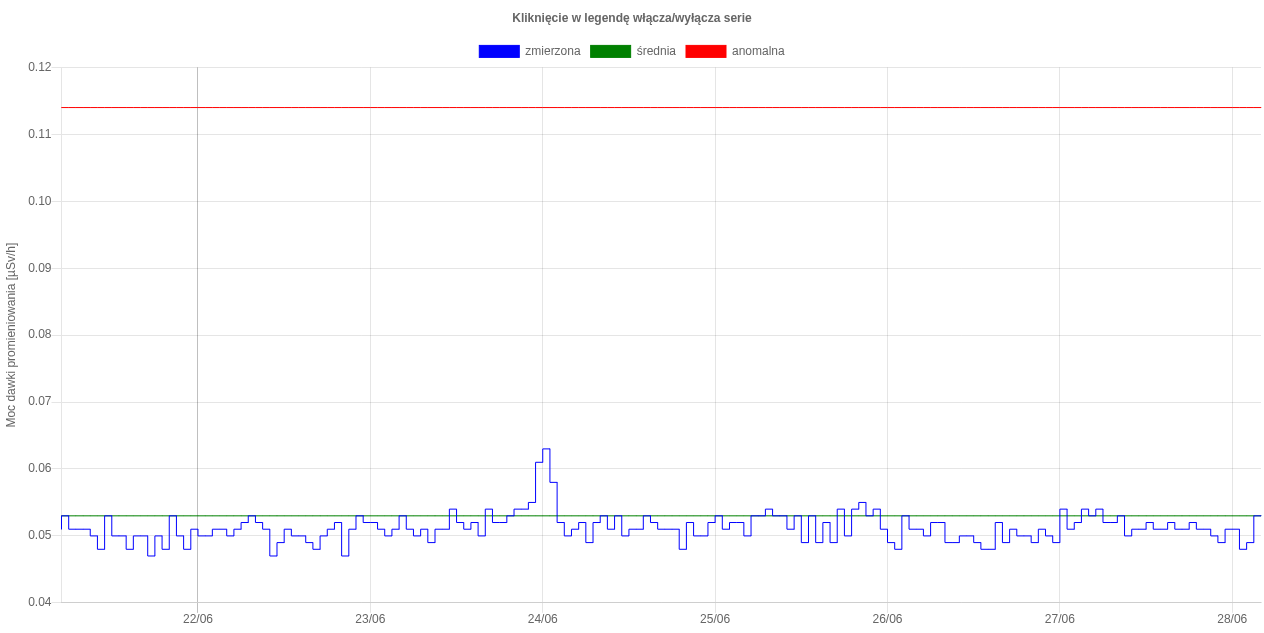 Kliknięcie w legendę włącza/wyłącza serie
zmierzona średnia anomalna
Moc dawki promieniowania [µSv/h]
0.12
0.11
0.10
0.09
0.08
0.07
0.06
0.05
0.04
22/06 23/06 24/06 25/06 26/06 27/06 28/06